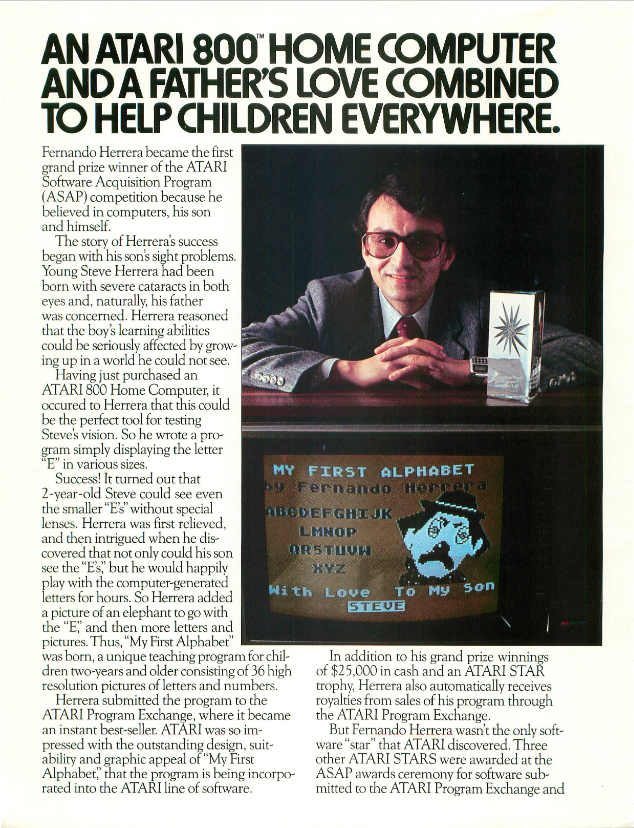 AN ATARI 800™ HOME COMPUTER
AND A FATHER'S LOVE COMBINED
TO HELP CHILDREN EVERYWHERE.
Fernando Herrera became the first
grand prize winner of the ATARI
Software Acquisition Program
(ASAP) competition because he
believed in computers, his son
and himself.
The story of Herrera's success
began with his son's sight problems.
Young Steve Herrera had been
born with severe cataracts in both
eyes and, naturally, his father
was concerned. Herrera reasoned
that the boy's learning abilities
could be seriously affected by grow-
ing up in a world he could not see.
Having just purchased an
ATARI 800 Home Computer, it
occured to Herrera that this could
be the perfect tool for testing
Steve's vision. So he wrote a pro-
gram simply displaying the letter
"E" in various sizes.
Success! It turned out that
2-year-old Steve could see even
the smaller "E's" without special
lenses. Herrera was first relieved,
and then intrigued when he dis-
covered that not only could his son
see the "E's," but he would happily
play with the computer-generated
letters for hours. So Herrera added
a picture of an elephant to go with
the "E," and then more letters and
pictures. Thus, "My First Alphabet"
was born, a unique teaching program for chil-
dren two-years and older consisting of 36 high
resolution pictures of letters and numbers.
Herrera submitted the program to the
ATARI Program Exchange, where it became
an instant best-seller. ATARI was so im-
pressed with the outstanding design, suit-
ability and graphic appeal of "My First
Alphabet," that the program is being incorpo-
rated into the ATARI line of software.
MY FIRST ALPHABET
by Fernando Herrera
ABCDEFGHIJK
LMNOP
QRSTUVW
XYZ
With Love To My Son
STEVE
In addition to his grand prize winnings
of $25,000 in cash and an ATARI STAR
trophy, Herrera also automatically receives
royalties from sales of his program through
the ATARI Program Exchange.
But Fernando Herrera wasn't the only soft-
ware "star" that ATARI discovered. Three
other ATARI STARS were awarded at the
ASAP awards ceremony for software sub-
mitted to the ATARI Program Exchange and